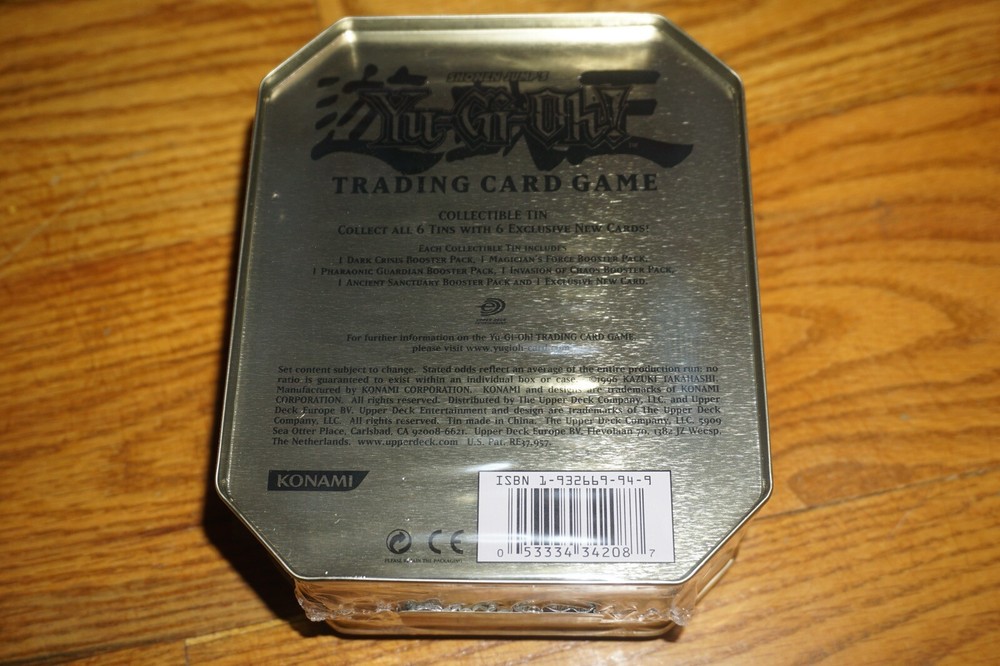 SHONEN JUMP'S
遊 王
Yu-Gi-Oh!
TRADING CARD GAME
COLLECTIBLE TIN
COLLECT ALL 6 TINS WITH 6 EXCLUSIVE NEW CARDS!
EACH COLLECTIBLE TIN INCLUDES
1 DARK CRISIS BOOSTER PACK, 1 MAGICIAN'S FORCE BOOSTER PACK,
1 PHARAONIC GUARDIAN BOOSTER PACK, 1 INVASION OF CHAOS BOOSTER PACK,
1 ANCIENT SANCTUARY BOOSTER PACK AND 1 EXCLUSIVE NEW CARD.
For further information on the Yu-Gi-Oh! TRADING CARD GAME
please visit www.yugioh-
Set content subject to change. Stated odds reflect an average of the entire production run; no
ratio is guaranteed to exist within an individual box or case. ©1996 KAZUKI TAKAHASHI.
Manufactured by KONAMI CORPORATION. KONAMI and designs are trademarks of KONAMI
CORPORATION. All rights reserved. Distributed by The Upper Deck Company, LLC, and Upper
Deck Europe BV. Upper Deck Entertainment and design are trademarks of The Upper Deck
Company, LLC. All rights reserved. Tin made in China. The Upper Deck Company, LLC, 5909
Sea Otter Place, Carlsbad, CA 92008-6621. Upper Deck Europe BV, Flevolaan 70, 1382 JZ Weesp,
The Netherlands. www.upperdeck.com U.S. Pat. RE37,957.
KONAMI
ISBN 1-932669-94-9
CE
PLEASE RETAIN THE PACKAGING
0 53334 34208 7